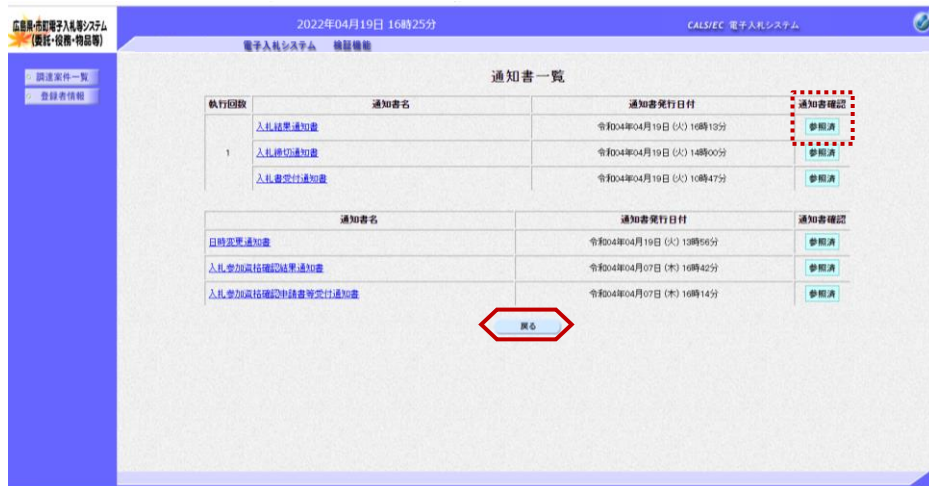 広島県・市町電子入札等システム
(委託・役務・物品等)
2022年04月19日 16時25分
CALS/EC 電子入札システム
電子入札システム 検証機能
調達案件一覧
登録者情報
通知書一覧
執行回数 通知書名 通知書発行日付 通知書確認
1
入札結果通知書 令和04年04月19日 (火) 16時13分 参照済
入札締切通知書 令和04年04月19日 (火) 14時00分 参照済
入札書受付通知書 令和04年04月19日 (火) 10時47分 参照済
通知書名 通知書発行日付 通知書確認
日時変更通知書 令和04年04月19日 (火) 13時56分 参照済
入札参加資格確認結果通知書 令和04年04月07日 (木) 16時42分 参照済
入札参加資格確認申請書等受付通知書 令和04年04月07日 (木) 16時14分 参照済
戻る